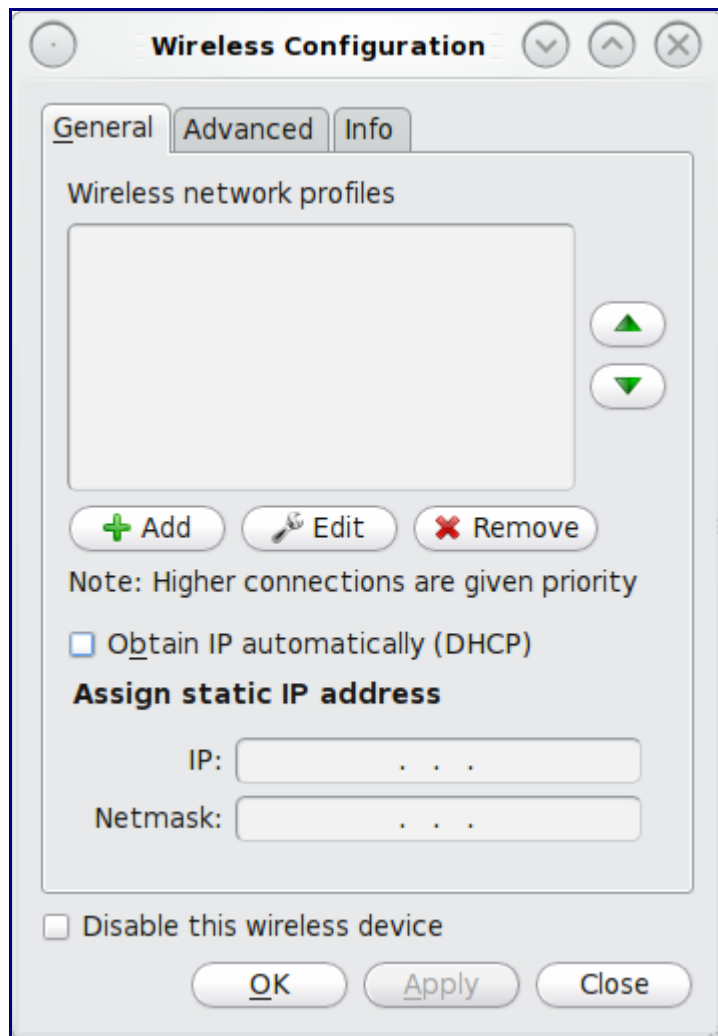 Wireless Configuration
General Advanced Info
Wireless network profiles
Add Edit Remove
Note: Higher connections are given priority
Obtain IP automatically (DHCP)
Assign static IP address
IP: . . .
Netmask: . . .
Disable this wireless device
OK Apply Close